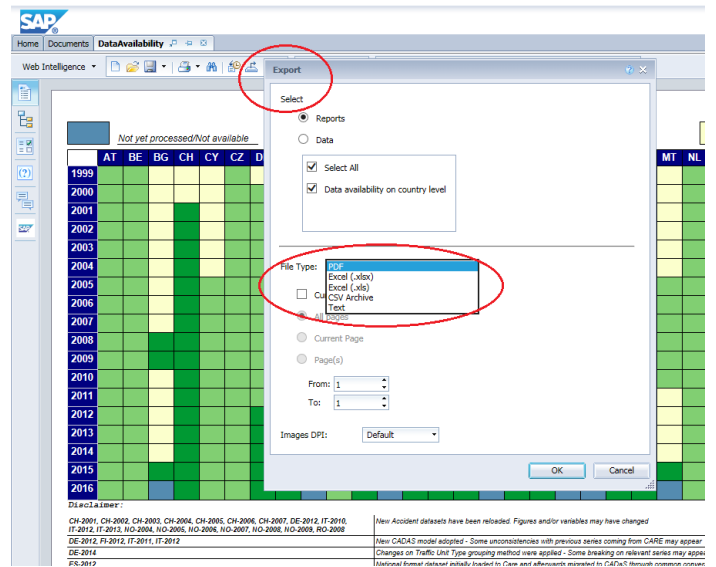 SAP
Home Documents DataAvailability
Web Intelligence
Export
Select
Reports
Data
Select All
Data availability on country level
File Type: PDF
Excel (.xlsx)
Excel (.xls)
CSV Archive
Text
Cu
All pages
Current Page
Page(s)
From: 1
To: 1
Images DPI: Default
OK Cancel
Not yet processed/Not available
AT BE BG CH CY CZ D MT NL
1999
2000
2001
2002
2003
2004
2005
2006
2007
2008
2009
2010
2011
2012
2013
2014
2015
2016
Disclaimer:
CH-2001, CH-2002, CH-2003, CH-2004, CH-2005, CH-2006, CH-2007, DE-2012, IT-2010,
IT-2012, IT-2013, NO-2004, NO-2005, NO-2006, NO-2007, NO-2008, NO-2009, RO-2008
New Accident datasets have been reloaded. Figures and/or variables may have changed
DE-2012, FI-2012, IT-2011, IT-2012
New CADAS model adopted - Some unconsistencies with previous series coming from CARE may appear
DE-2014
Changes on Traffic Unit Type grouping method were aplied - Some breaking on relevant series may appea
ES-2012
National format dataset initially loaded to Care and afterwards migrated to CADaS through common conver